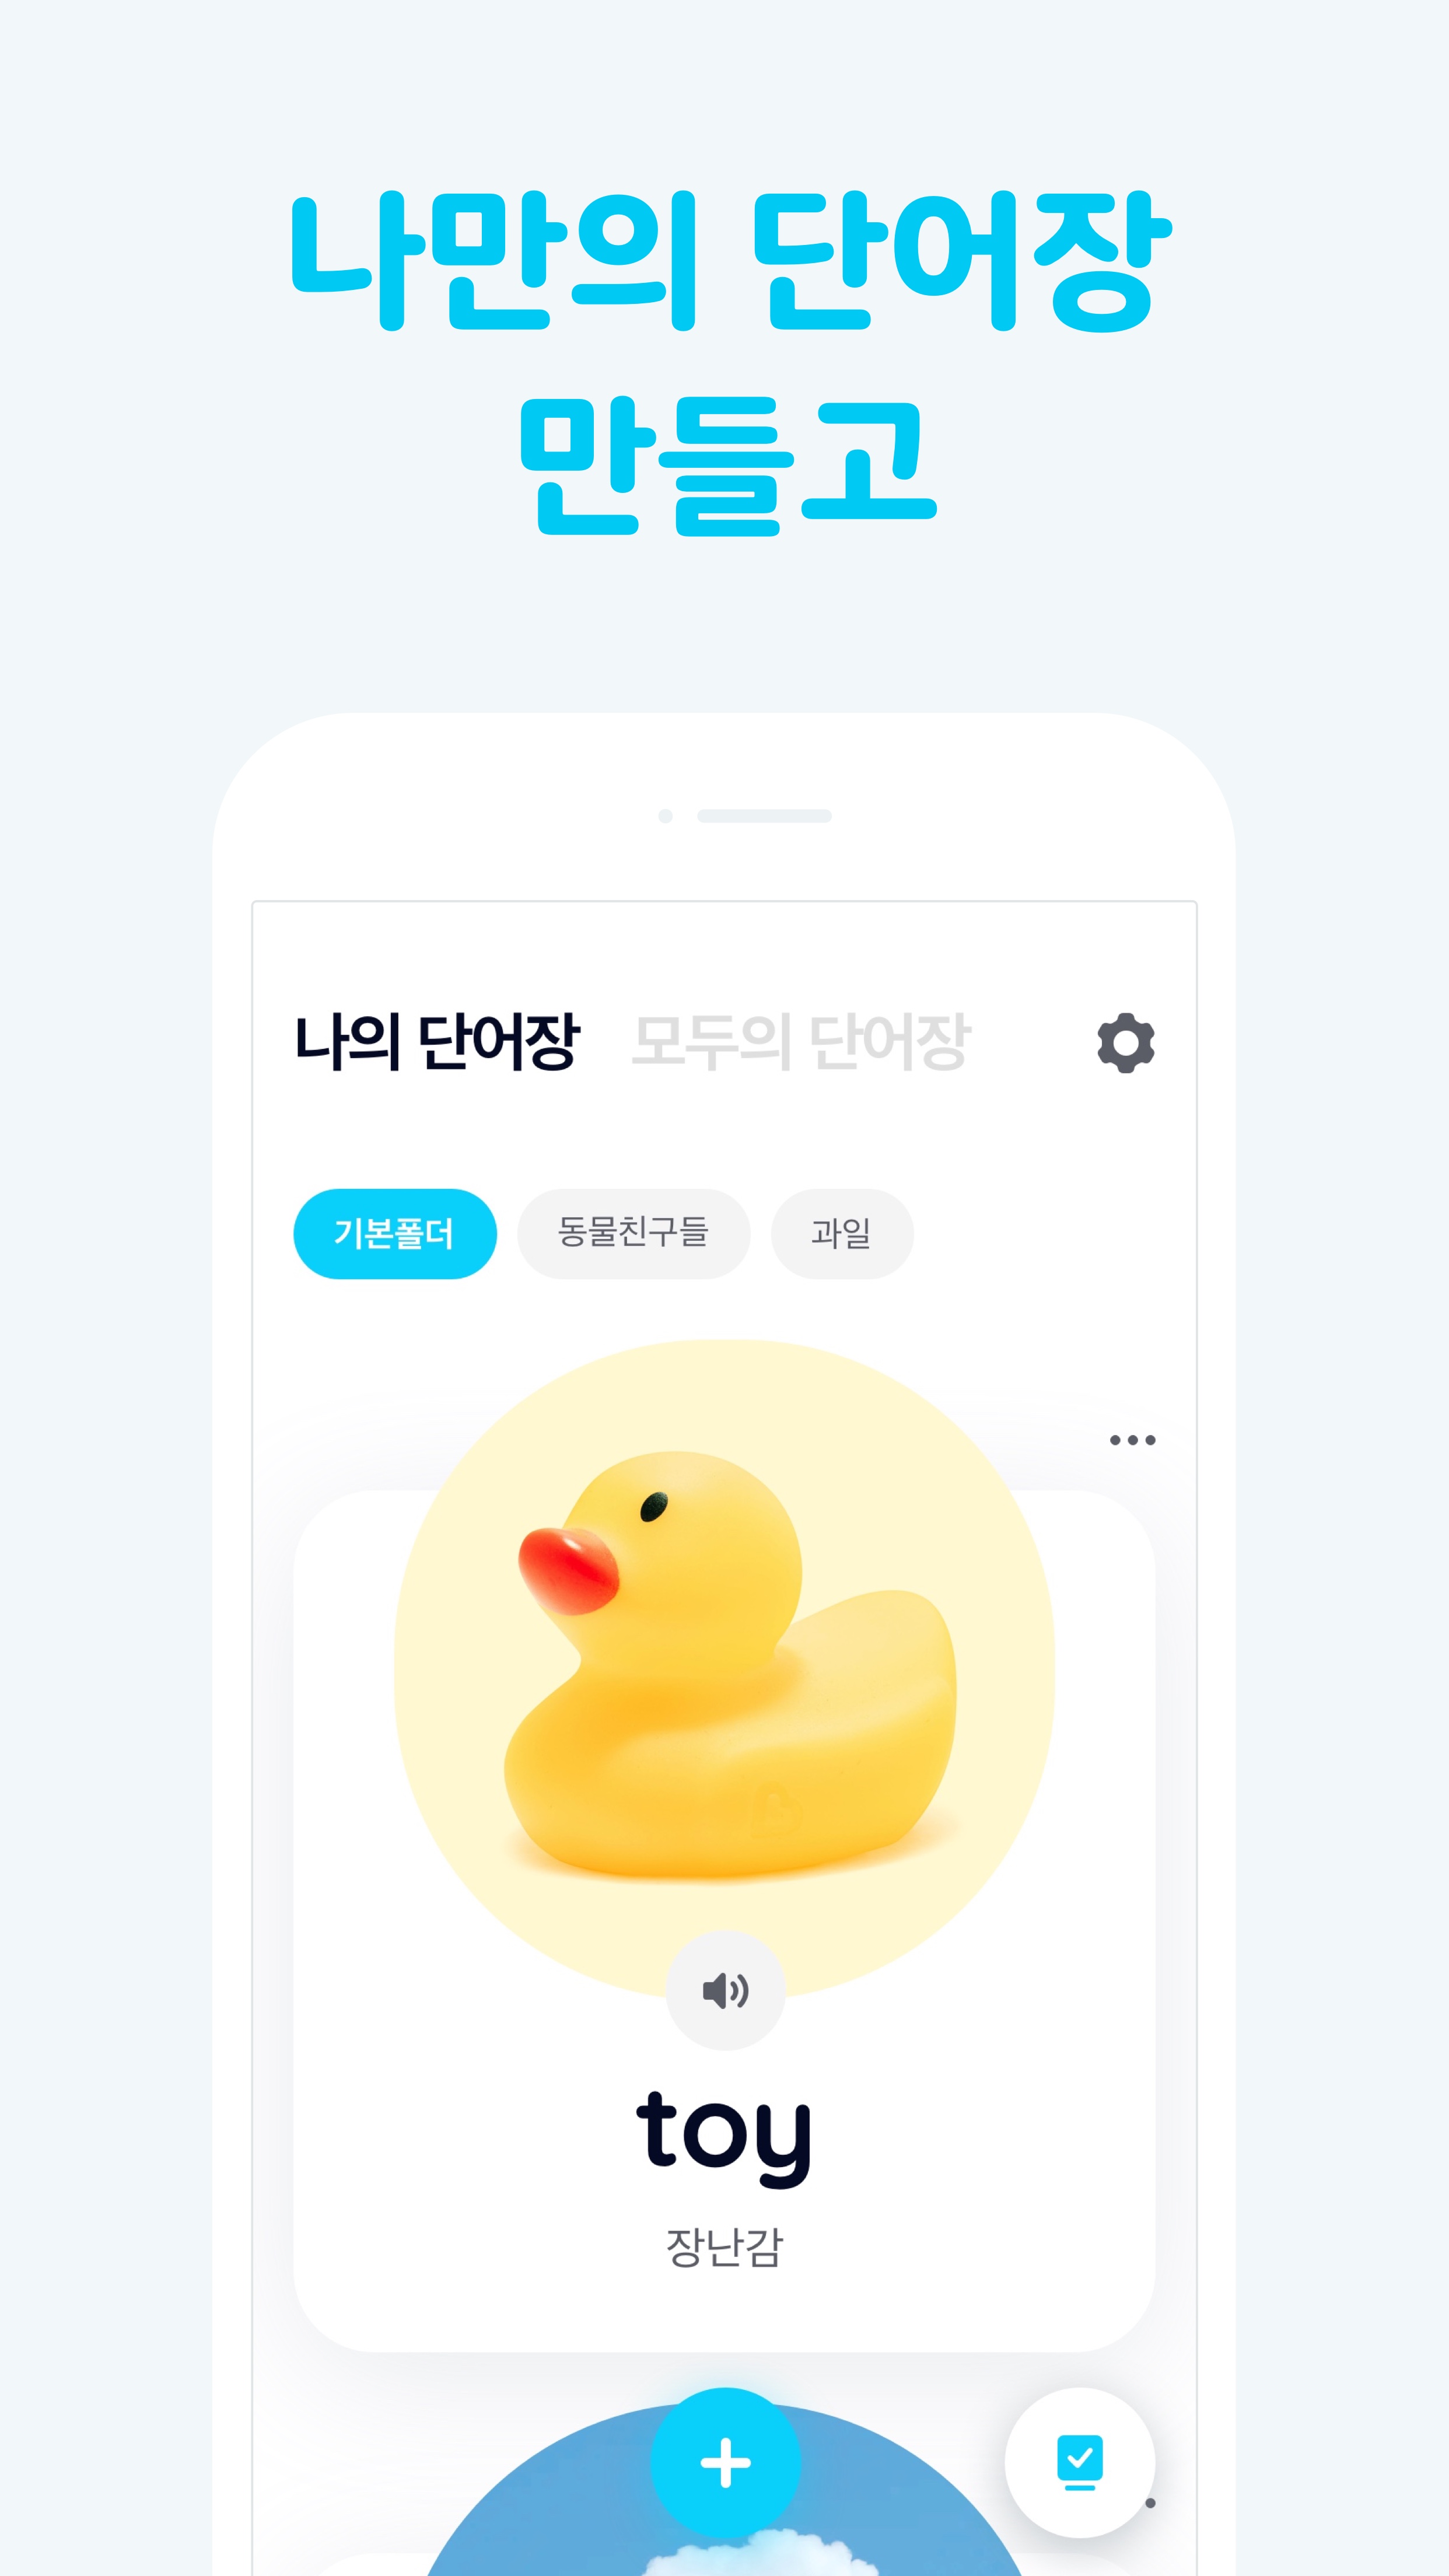 나만의 단어장
만들고
나의 단어장 모두의 단어장
기본폴더 동물친구들 과일
toy
장난감